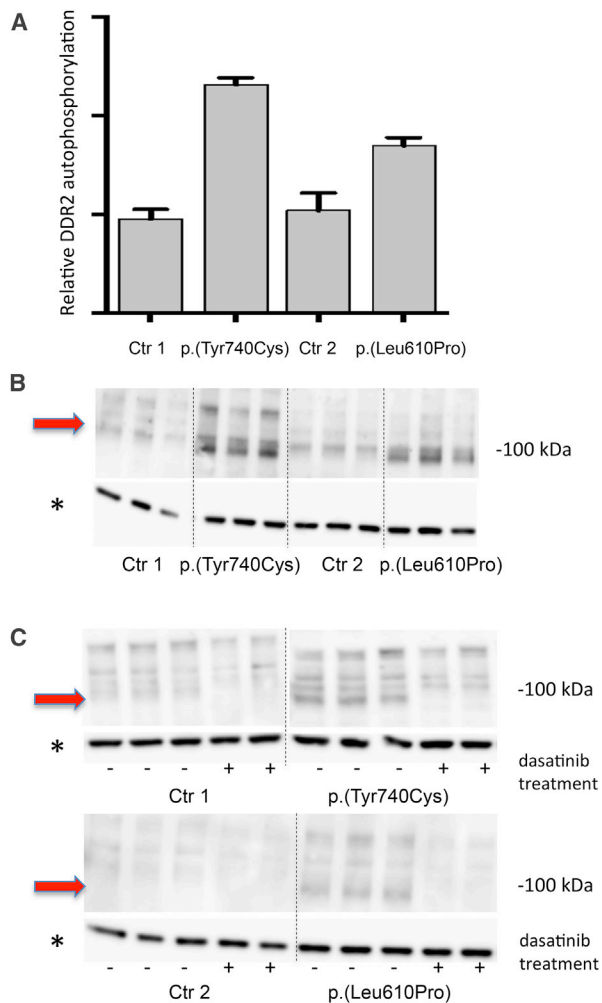 A
Relative DDR2 autophosphorylation
Ctr 1 p.(Tyr740Cys) Ctr 2 p.(Leu610Pro)
B
-100 kDa
*
Ctr 1 p.(Tyr740Cys) Ctr 2 p.(Leu610Pro)
C
-100 kDa
*
- - - + + - - - + + dasatinib
treatment
Ctr 1 p.(Tyr740Cys)
-100 kDa
*
dasatinib
- - - + + - - - + + treatment
Ctr 2 p.(Leu610Pro)